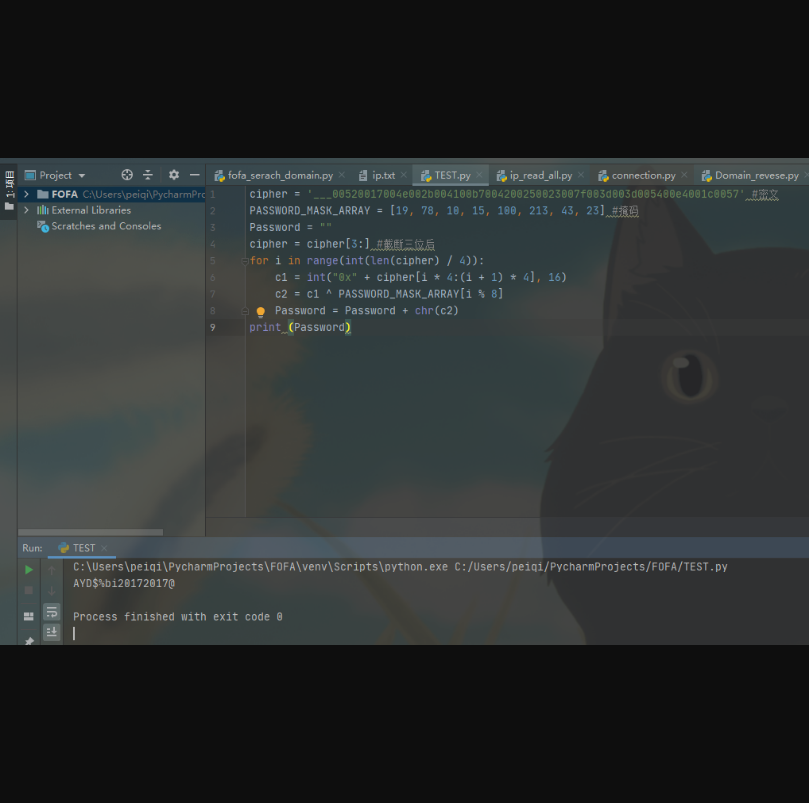 项目
Project
FOFA C:\Users\peiqi\PycharmPrc
External Libraries
Scratches and Consoles
fofa_serach_domain.py ip.txt TEST.py ip_read_all.py connection.py Domain_revese.py
1 cipher = '___00520017004e002b004100b7004200250023007f003d003d005400e4001c0057' #密文
2 PASSWORD_MASK_ARRAY = [19, 78, 10, 15, 100, 213, 43, 23] #掩码
3 Password = ""
4 cipher = cipher[3:] #截断三位后
5 for i in range(int(len(cipher) / 4)):
6 c1 = int("0x" + cipher[i * 4:(i + 1) * 4], 16)
7 c2 = c1 ^ PASSWORD_MASK_ARRAY[i % 8]
8 Password = Password + chr(c2)
9 print (Password)
Run: TEST
C:\Users\peiqi\PycharmProjects\FOFA\venv\Scripts\python.exe C:/Users/peiqi/PycharmProjects/FOFA/TEST.py
AYD$%bi20172017@
Process finished with exit code 0